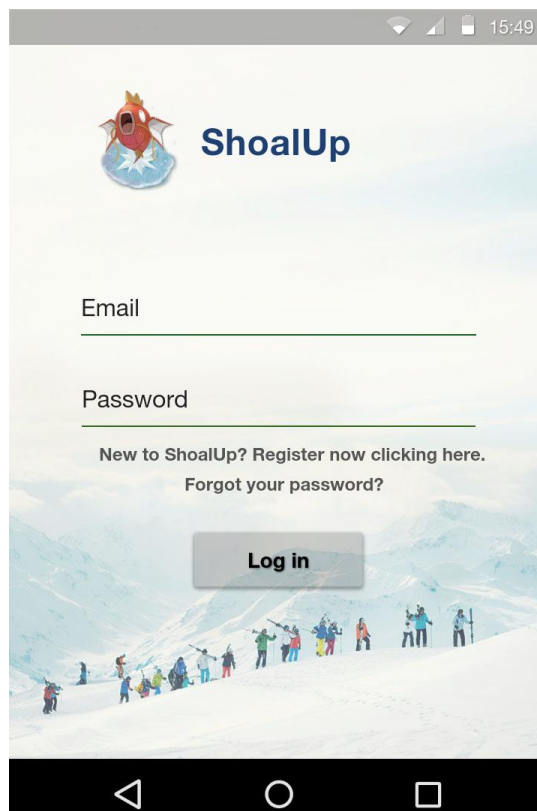 15:49
ShoalUp
Email
Password
New to ShoalUp? Register now clicking here.
Forgot your password?
Log in